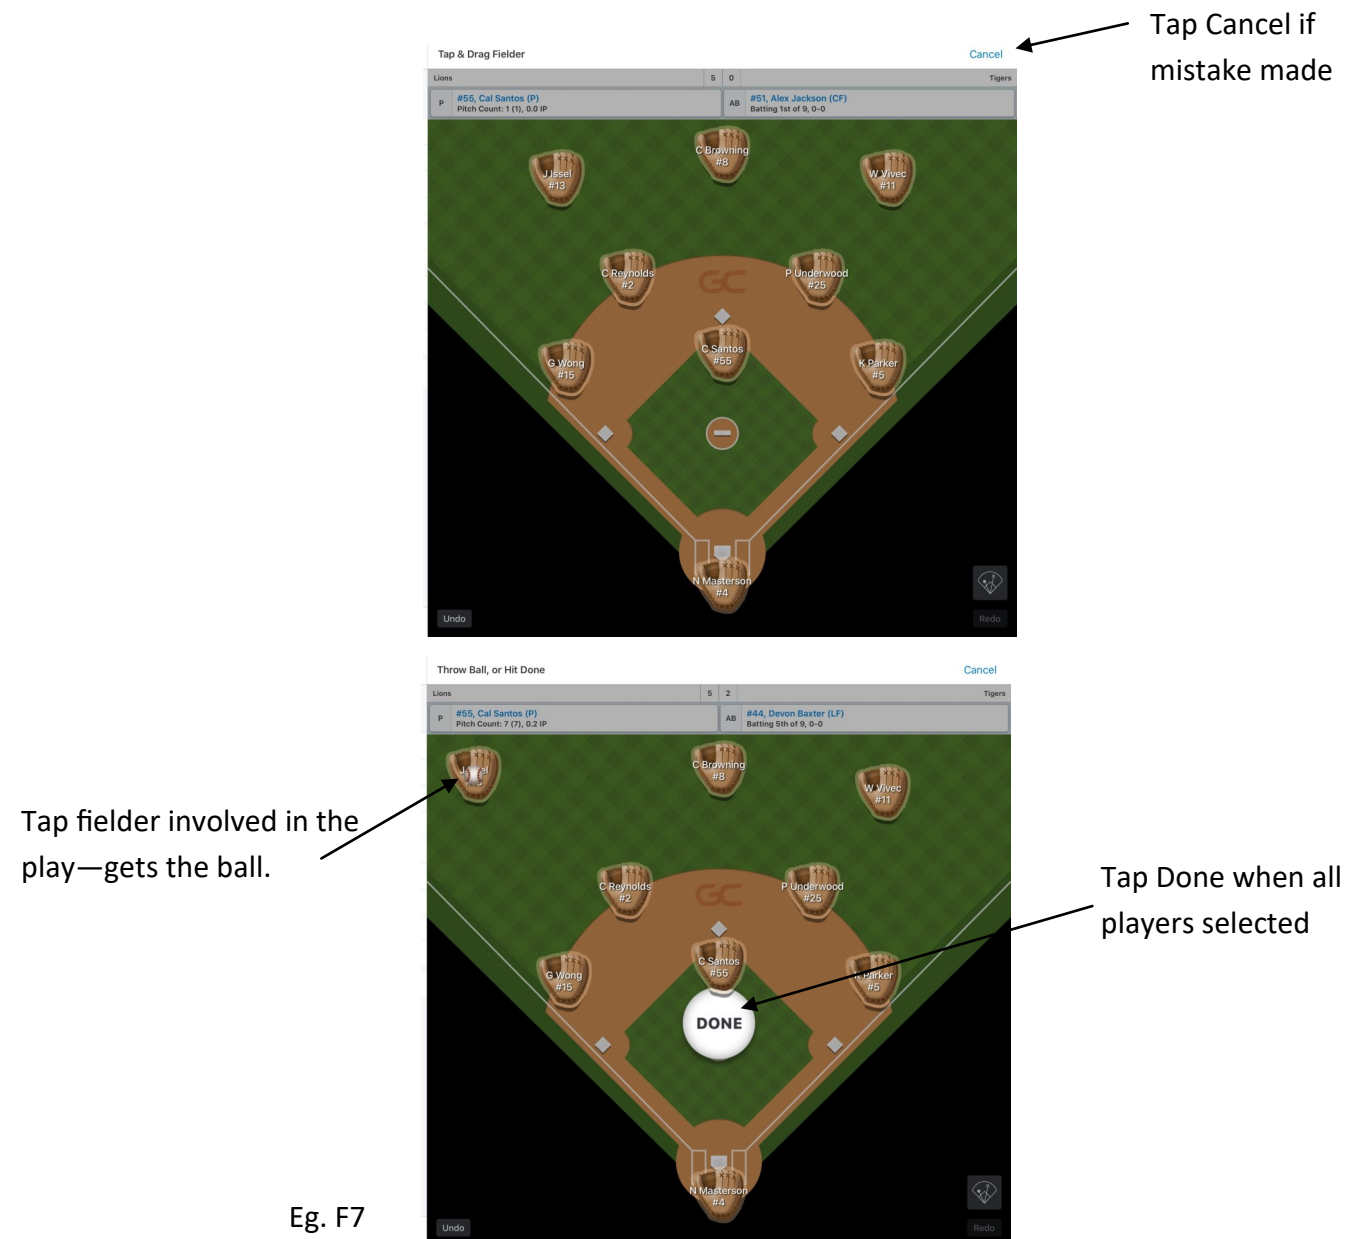 Tap Cancel if
mistake made
Tap & Drag Fielder
Cancel
Lions
5
0
Tigers
P
#55, Cal Santos (P)
Pitch Count: 1 (1), 0.0 IP
AB
#51, Alex Jackson (CF)
Batting 1st of 9, 0-0
C Browning
#8
J Issel
#13
W Vivec
#11
C Reynolds
#2
P Underwood
#25
GC
C Santos
#55
G Wong
#15
K Parker
#5
N Masterson
#4
Undo
Redo
Throw Ball, or Hit Done
Cancel
Lions
5
2
Tigers
P
#55, Cal Santos (P)
Pitch Count: 7 (7), 0.2 IP
AB
#44, Devon Baxter (LF)
Batting 5th of 9, 0-0
C Browning
#8
W Vivec
#11
Tap fielder involved in the
play—gets the ball.
C Reynolds
#2
P Underwood
#25
GC
Tap Done when all
players selected
C Santos
#55
G Wong
#15
K Parker
#5
DONE
N Masterson
#4
Eg. F7
Undo
Redo